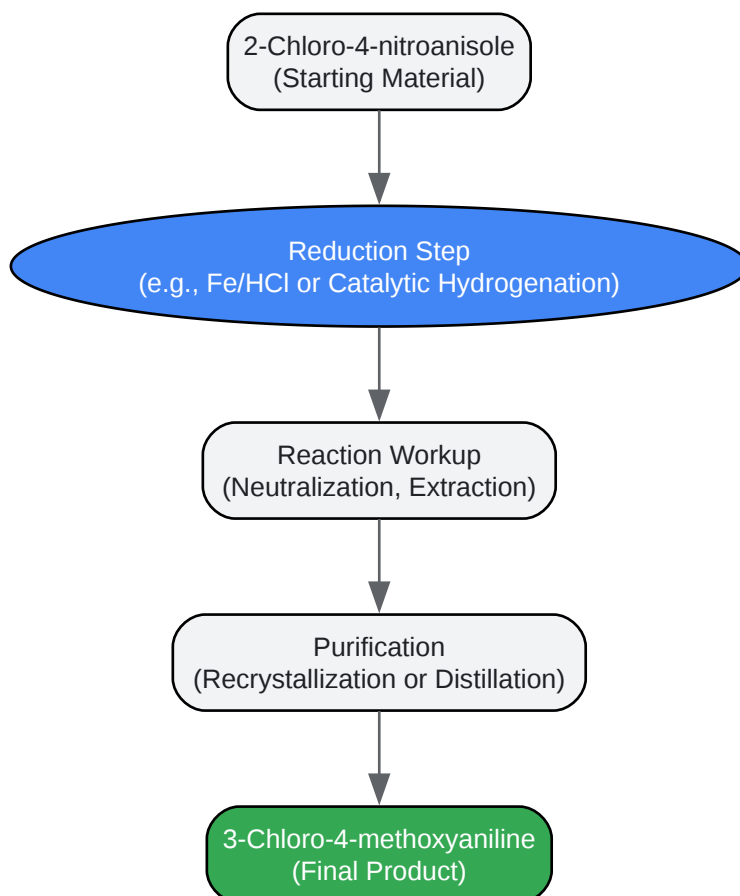 2-Chloro-4-nitroanisole
(Starting Material)
Reduction Step
(e.g., Fe/HCl or Catalytic Hydrogenation)
Reaction Workup
(Neutralization, Extraction)
Purification
(Recrystallization or Distillation)
3-Chloro-4-methoxyaniline
(Final Product)